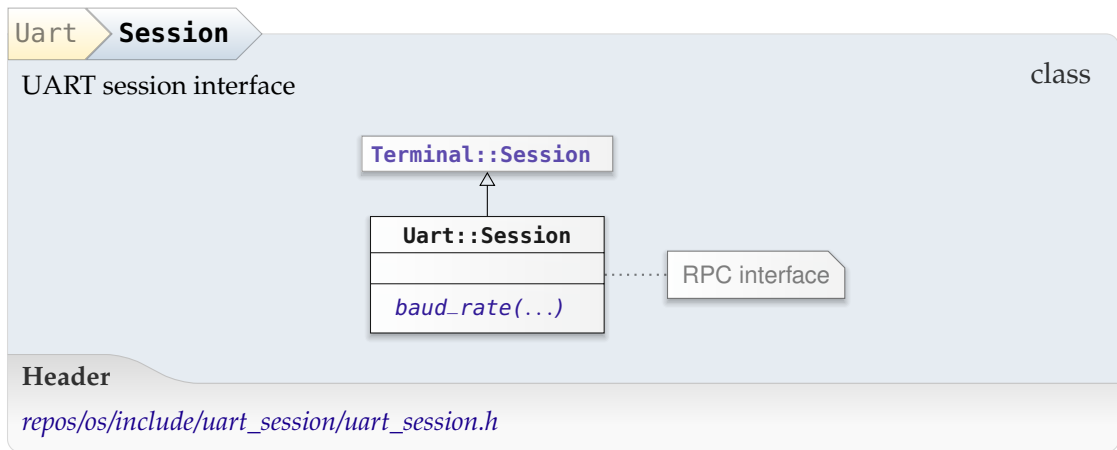 Uart Session
class
UART session interface
Terminal::Session
Uart::Session
RPC interface
baud_rate(...)
Header
repos/os/include/uart_session/uart_session.h